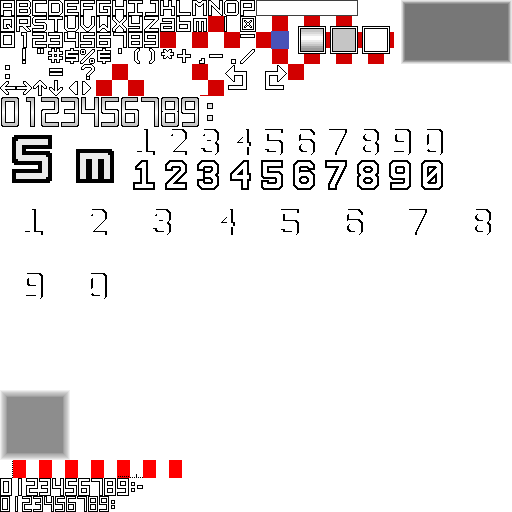 ABCDEFGHIJKLMNOP
QRSTUVWXYZabm
0123456789
!"#$%&'()*+,-./
: = ?
←→↑↓◁▷
0123456789:
S m 1234567890
1234567890
1 2 3 4 5 6 7 8
9 0
0123456789:-
0123456789: